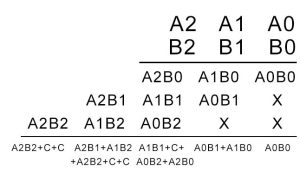 A2 A1 A0
B2 B1 B0
A2B0 A1B0 A0B0
A2B1 A1B1 A0B1 X
A2B2 A1B2 A0B2 X X
A2B2+C+C A2B1+A1B2 A1B1+C+ A0B1+A1B0 A0B0
+A2B2+C+C A0B2+A2B0